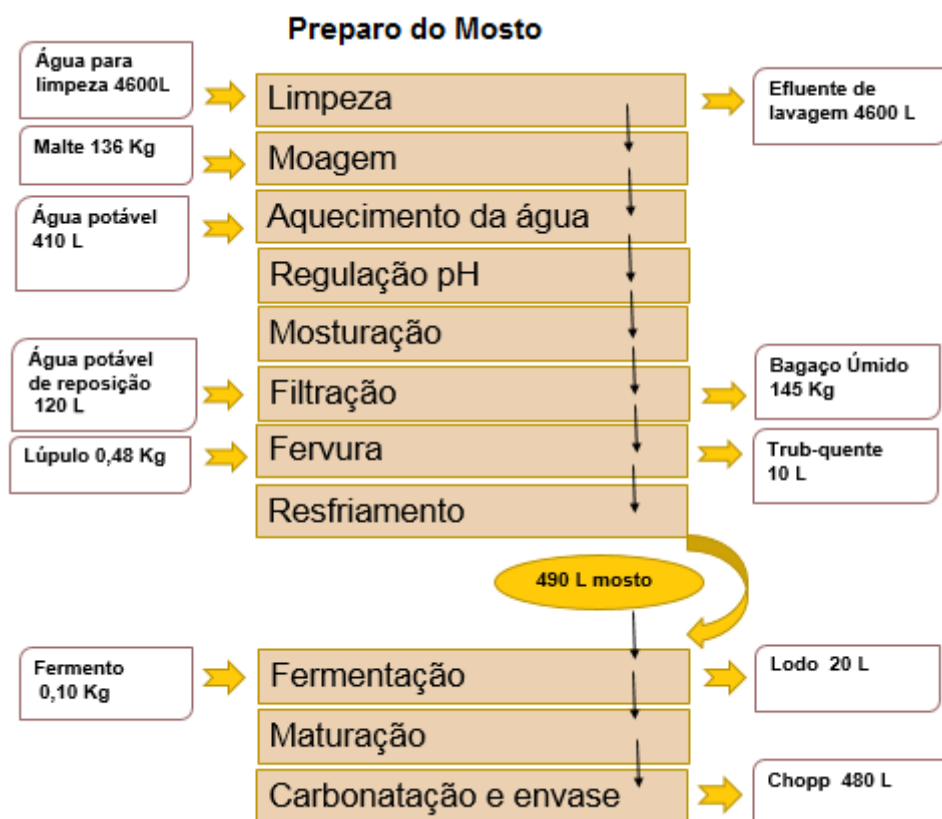 Preparo do Mosto
Água para
limpeza 4600L
Limpeza
Efluente de
lavagem 4600 L
Malte 136 Kg
Moagem
Água potável
410 L
Aquecimento da água
Regulação pH
Mosturação
Água potável
de reposição
120 L
Filtração
Bagaço Úmido
145 Kg
Lúpulo 0,48 Kg
Fervura
Trub-quente
10 L
Resfriamento
490 L mosto
Fermento
0,10 Kg
Fermentação
Lodo 20 L
Maturação
Carbonatação e envase
Chopp 480 L